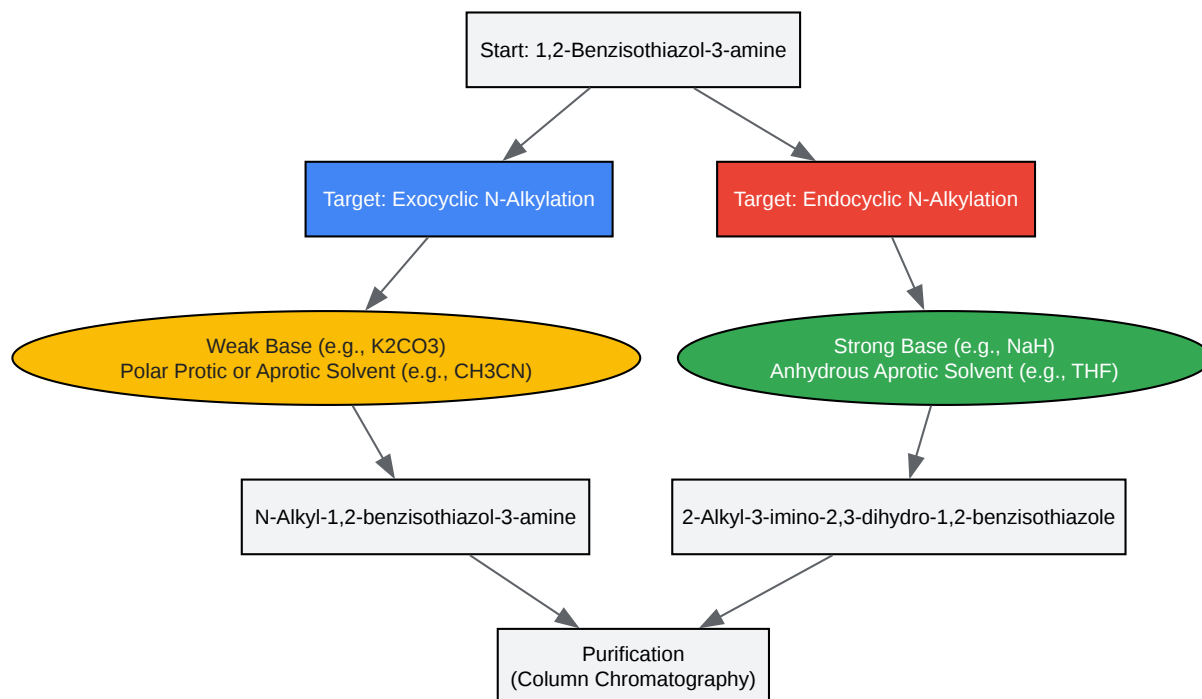 Start: 1,2-Benzisothiazol-3-amine
Target: Exocyclic N-Alkylation
Target: Endocyclic N-Alkylation
Weak Base (e.g., K2CO3)
Polar Protic or Aprotic Solvent (e.g., CH3CN)
Strong Base (e.g., NaH)
Anhydrous Aprotic Solvent (e.g., THF)
N-Alkyl-1,2-benzisothiazol-3-amine
2-Alkyl-3-imino-2,3-dihydro-1,2-benzisothiazole
Purification
(Column Chromatography)